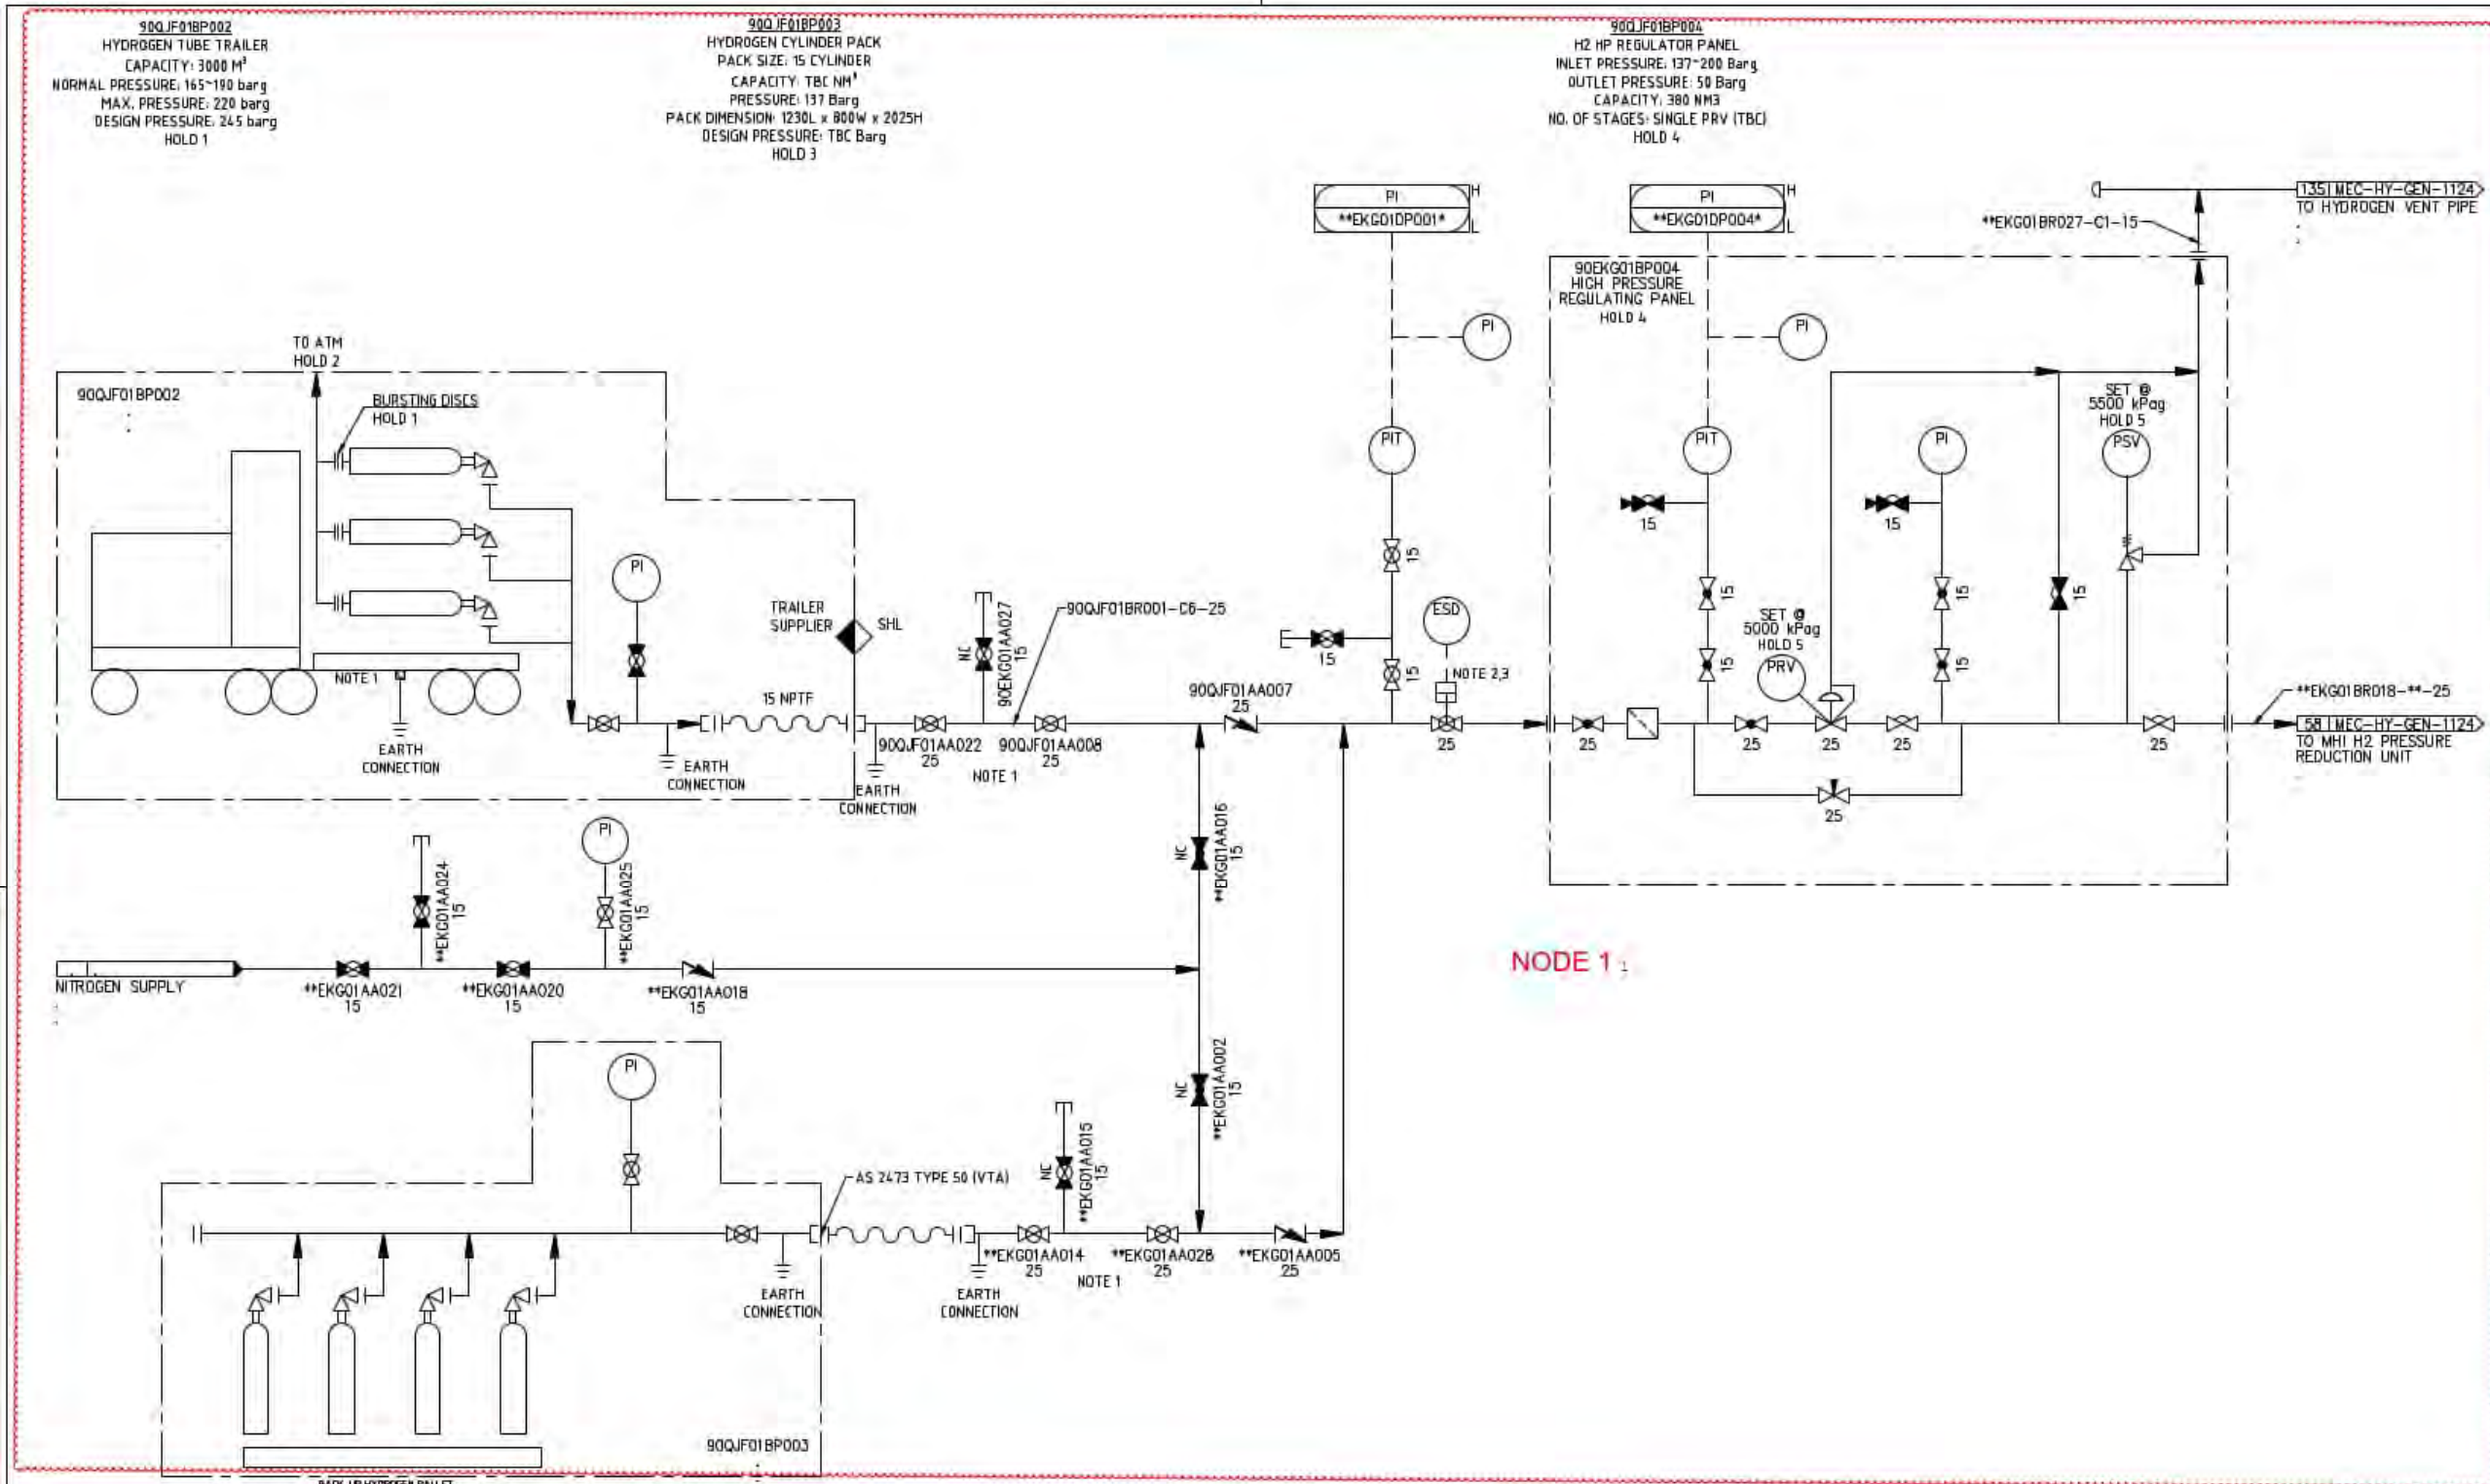 90QJF01BP002
HYDROGEN TUBE TRAILER
CAPACITY: 3000 M³
NORMAL PRESSURE: 165~190 barg
MAX. PRESSURE: 220 barg
DESIGN PRESSURE: 245 barg
HOLD 1
90QJF01BP003
HYDROGEN CYLINDER PACK
PACK SIZE: 15 CYLINDER
CAPACITY: TBC NM³
PRESSURE: 137 Barg
PACK DIMENSION: 1230L x 800W x 2025H
DESIGN PRESSURE: TBC Barg
HOLD 3
90QJF01BP004
H2 HP REGULATOR PANEL
INLET PRESSURE: 137~200 Barg
OUTLET PRESSURE: 50 Barg
CAPACITY: 380 NM3
NO. OF STAGES: SINGLE PRV (TBC)
HOLD 4
PI
**EKG01DP001*
H
L
PI
**EKG01DP004*
H
L
135 MEC-HY-GEN-1124
TO HYDROGEN VENT PIPE
**EKG01BR027-C1-15
90EKG01BP004
HIGH PRESSURE
REGULATING PANEL
HOLD 4
PI
PI
TO ATM
HOLD 2
90QJF01BP002
BURSTING DISCS
HOLD 1
SET @
5500 kPag
HOLD 5
PSV
PIT
PIT
PI
15
15
15
15
15
15
15
15
15
15
PI
TRAILER
SUPPLIER
SHL
NC
90EKG01AA027
15
90QJF01BR001-C6-25
ESD
NOTE 2,3
SET @
5000 kPag
HOLD 5
PRV
NOTE 1
EARTH
CONNECTION
15 NPTF
EARTH
CONNECTION
EARTH
CONNECTION
90QJF01AA022
25
90QJF01AA008
25
NOTE 1
90QJF01AA007
25
25
25
25
25
25
25
25
**EKG01BR018-**-25
58 MEC-HY-GEN-1124
TO MHI H2 PRESSURE
REDUCTION UNIT
NC
**EKG01AA016
15
PI
**EKG01AA024
15
**EKG01AA025
15
NITROGEN SUPPLY
**EKG01AA021
15
**EKG01AA020
15
**EKG01AA018
15
NODE 1
NC
**EKG01AA002
15
PI
AS 2473 TYPE 50 (VTA)
NC
**EKG01AA015
15
EARTH
CONNECTION
EARTH
CONNECTION
**EKG01AA014
25
NOTE 1
**EKG01AA028
25
**EKG01AA005
25
90QJF01BP003